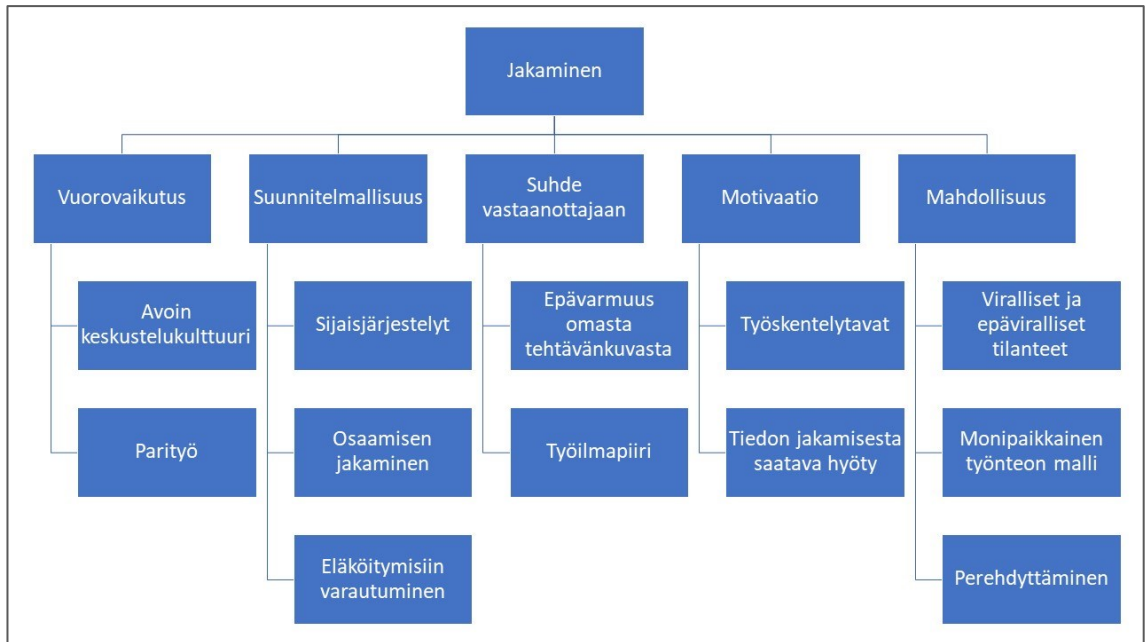 Jakaminen
Vuorovaikutus
Suunnitelmallisuus
Suhde
vastaanottajaan
Motivaatio
Mahdollisuus
Avoin
keskustelukulttuuri
Parityö
Sijaisjärjestelyt
Osaamisen
jakaminen
Eläköitymisiin
varautuminen
Epävarmuus
omasta
tehtävänkuvasta
Työilmapiiri
Työskentelytavat
Tiedon jakamisesta
saatava hyöty
Viralliset ja
epäviralliset
tilanteet
Monipaikkainen
työnteon malli
Perehdyttäminen